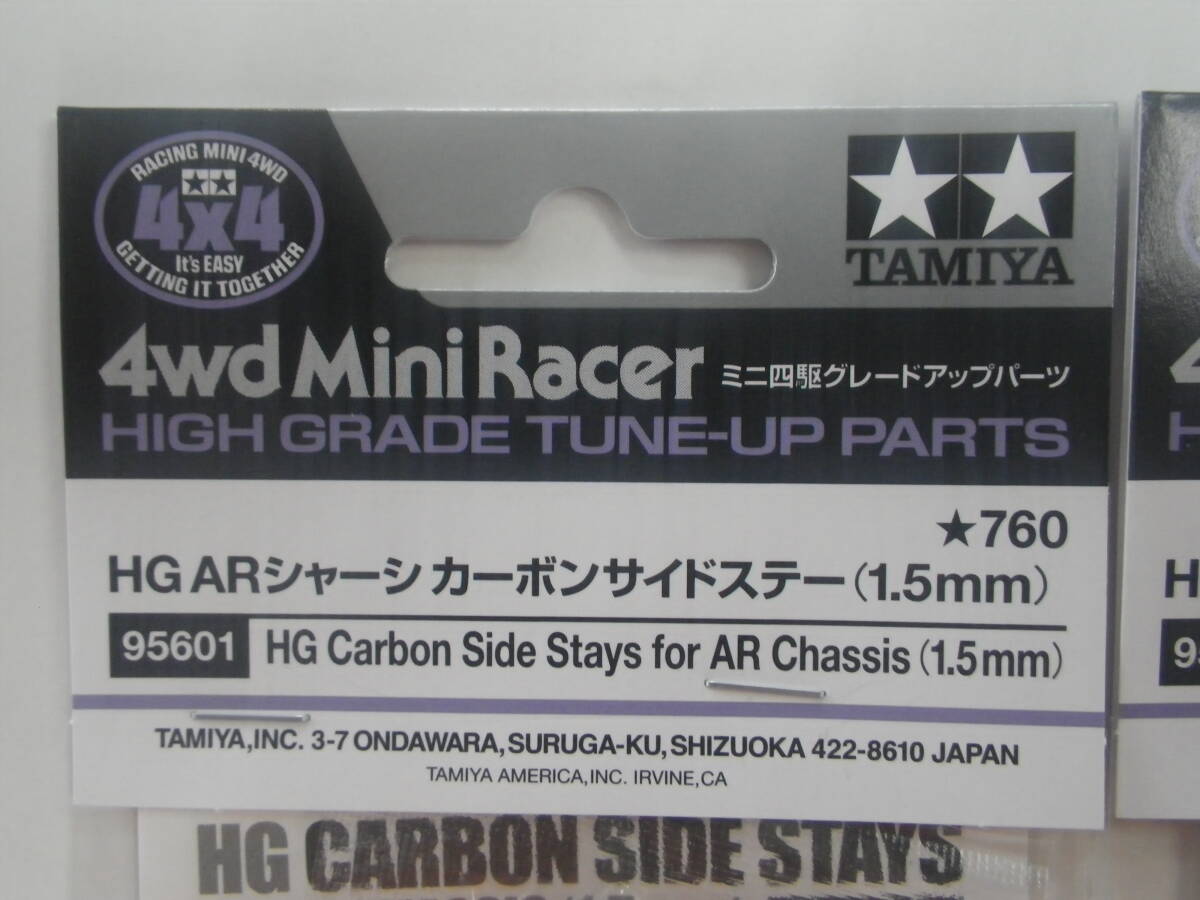 RACING MINI 4WD
4x4
It's EASY
GETTING IT TOGETHER
TAMIYA
4wd Mini Racer ミニ四駆グレードアップパーツ
HIGH GRADE TUNE-UP PARTS
★760
HG ARシャーシ カーボンサイドステー(1.5mm)
95601 HG Carbon Side Stays for AR Chassis (1.5mm)
TAMIYA,INC. 3-7 ONDAWARA, SURUGA-KU, SHIZUOKA 422-8610 JAPAN
TAMIYA AMERICA,INC. IRVINE,CA
HG CARBON SIDE STAYS